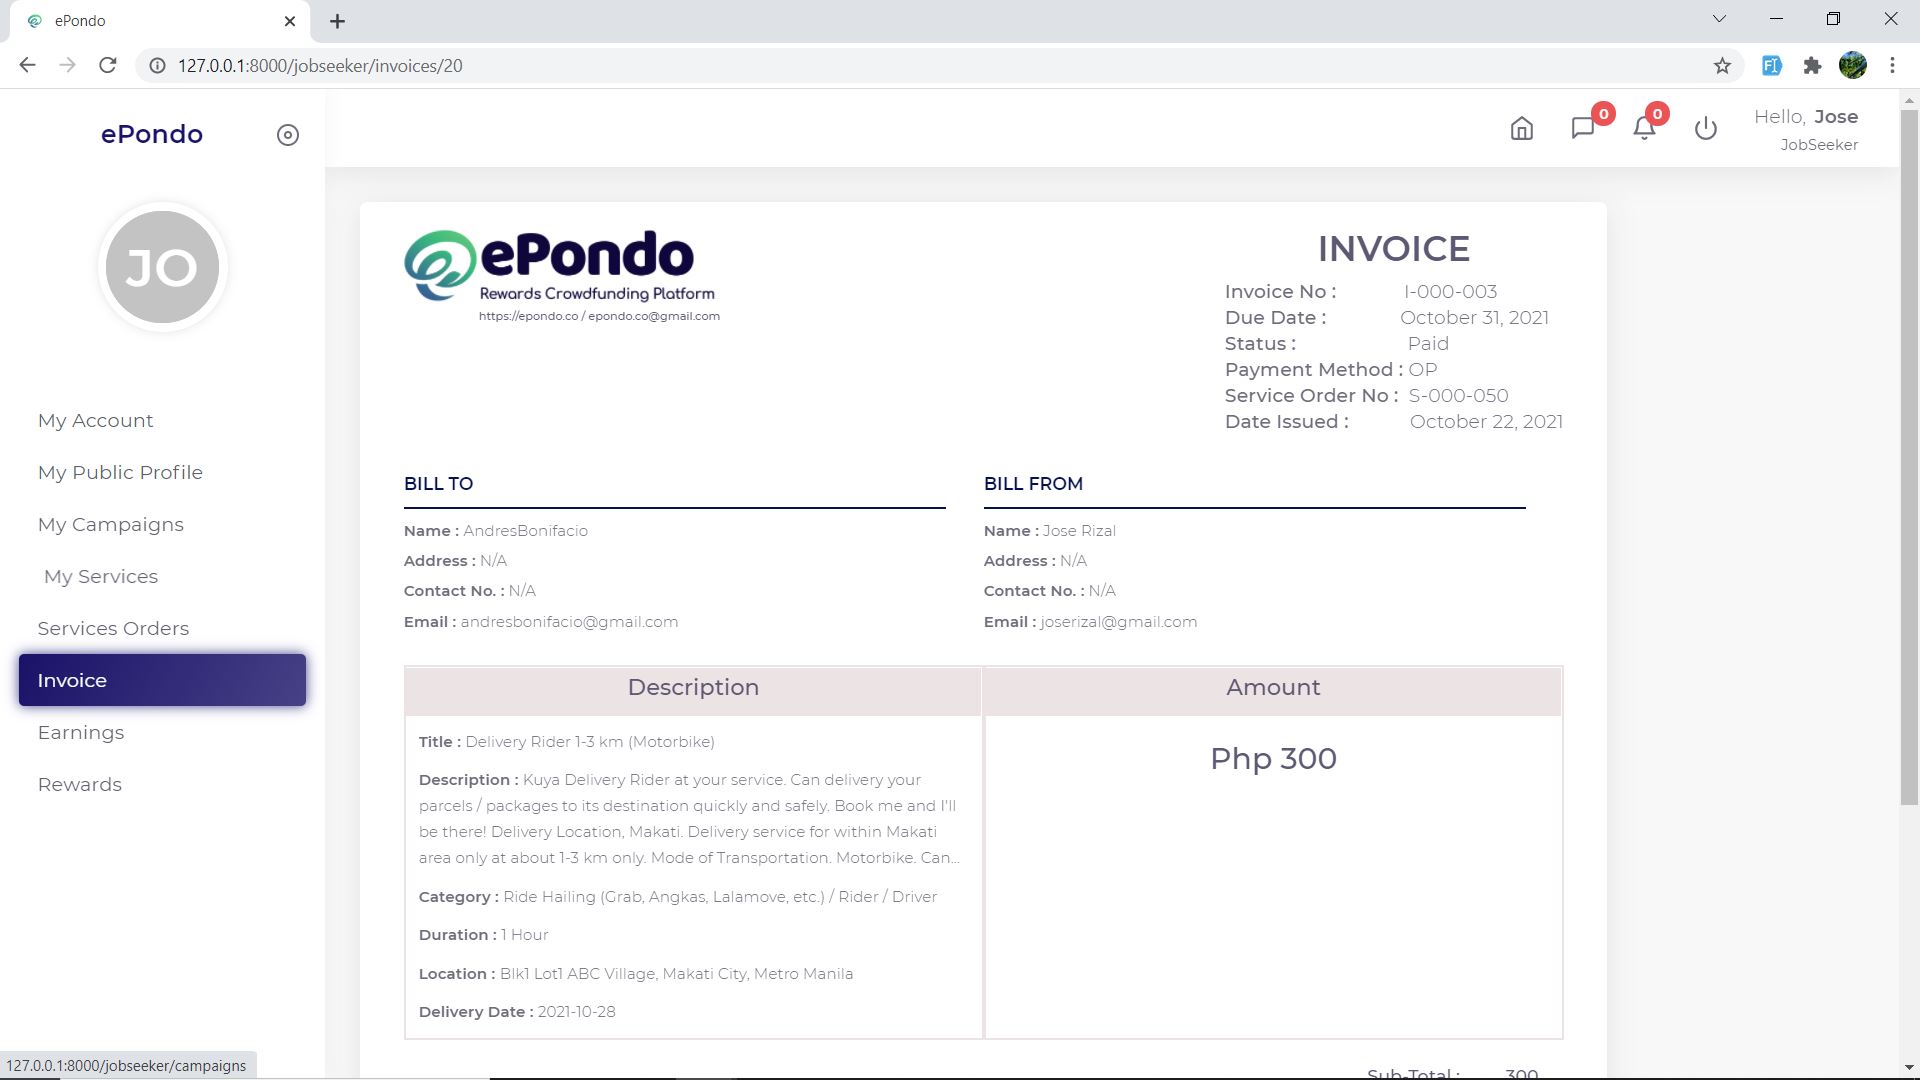 ePondo
127.0.0.1:8000/jobseeker/invoices/20
ePondo
0
0
Hello, Jose
JobSeeker
JO
My Account
My Public Profile
My Campaigns
My Services
Services Orders
Invoice
Earnings
Rewards
ePondo
Rewards Crowdfunding Platform
https://epondo.co / epondo.co@gmail.com
INVOICE
Invoice No : I-000-003
Due Date : October 31, 2021
Status : Paid
Payment Method : OP
Service Order No : S-000-050
Date Issued : October 22, 2021
BILL TO
Name : AndresBonifacio
Address : N/A
Contact No. : N/A
Email : andresbonifacio@gmail.com
BILL FROM
Name : Jose Rizal
Address : N/A
Contact No. : N/A
Email : joserizal@gmail.com
Description
Amount
Title : Delivery Rider 1-3 km (Motorbike)
Description : Kuya Delivery Rider at your service. Can delivery your
parcels / packages to its destination quickly and safely. Book me and I'll
be there! Delivery Location, Makati. Delivery service for within Makati
area only at about 1-3 km only. Mode of Transportation. Motorbike. Can...
Category : Ride Hailing (Grab, Angkas, Lalamove, etc.) / Rider / Driver
Duration : 1 Hour
Location : Blk1 Lot1 ABC Village, Makati City, Metro Manila
Delivery Date : 2021-10-28
Php 300
Sub-Total : 300
127.0.0.1:8000/jobseeker/campaigns